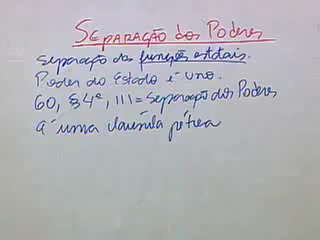 SEPARAÇÃO dos Poderes
Separação das funções estatais.
Poder do Estado é uno.
60, §4º, III = Separação dos Poderes
é uma cláusula pétrea